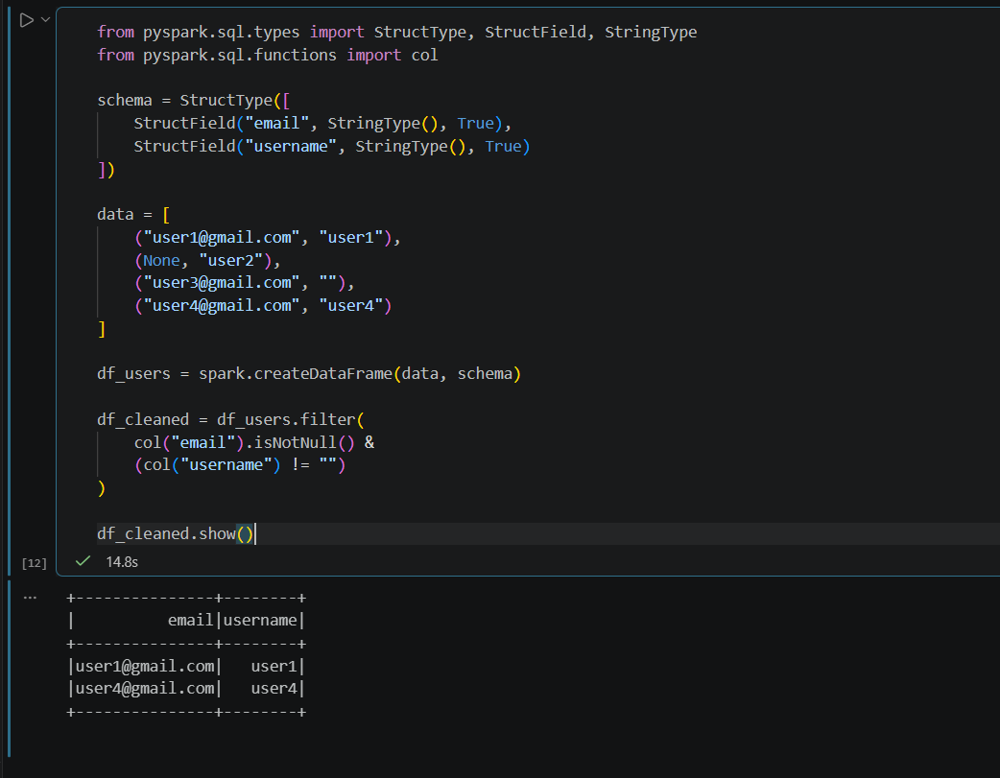 from pyspark.sql.types import StructType, StructField, StringType
from pyspark.sql.functions import col
schema = StructType([
StructField("email", StringType(), True),
StructField("username", StringType(), True)
])
data = [
("user1@gmail.com", "user1"),
(None, "user2"),
("user3@gmail.com", ""),
("user4@gmail.com", "user4")
]
df_users = spark.createDataFrame(data, schema)
df_cleaned = df_users.filter(
col("email").isNotNull() &
(col("username") != "")
)
df_cleaned.show()
[12] 14.8s
... +---------------+--------+
|          email|username|
+---------------+--------+
|user1@gmail.com|   user1|
|user4@gmail.com|   user4|
+---------------+--------+